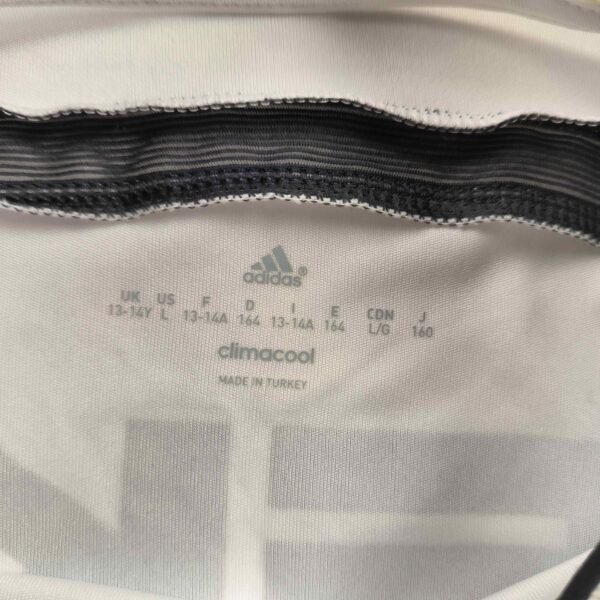 adidas®
UK US F D I E CDN J
13-14Y L 13-14A 164 13-14A 164 L/G 160
climacool
MADE IN TURKEY